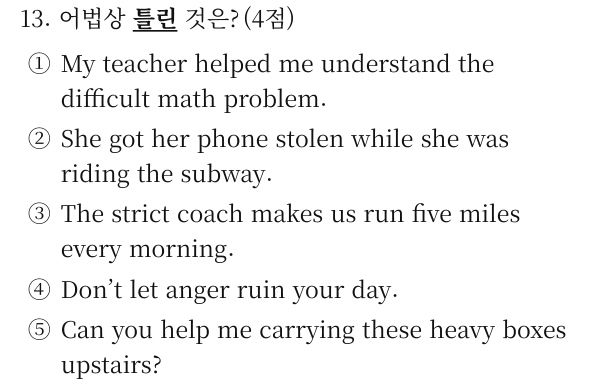 13. 어법상 틀린 것은? (4점)
① My teacher helped me understand the
difficult math problem.
② She got her phone stolen while she was
riding the subway.
③ The strict coach makes us run five miles
every morning.
④ Don’t let anger ruin your day.
⑤ Can you help me carrying these heavy boxes
upstairs?